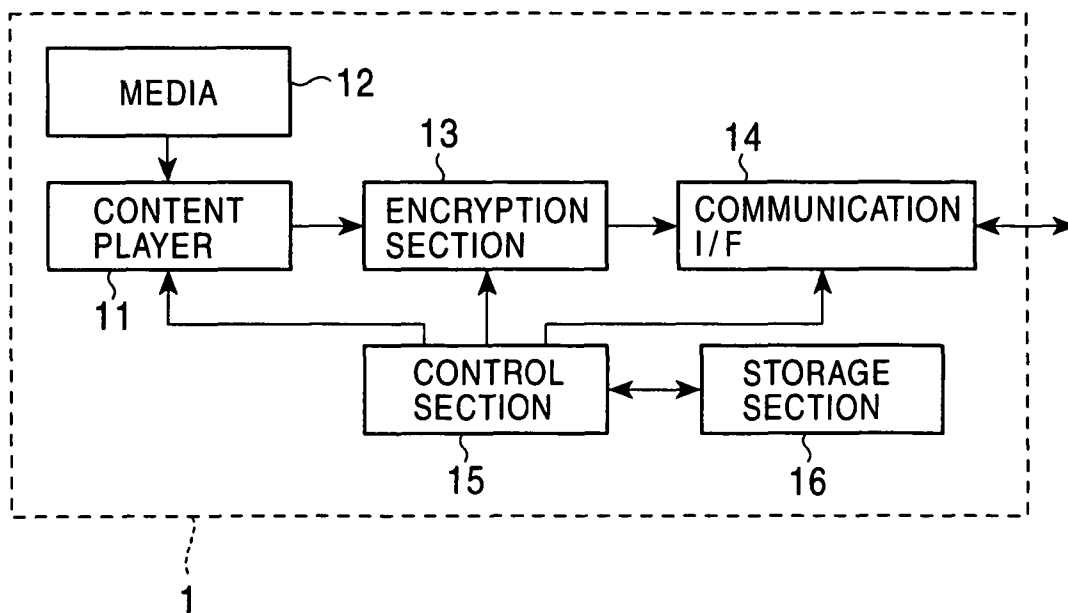 MEDIA
12
13
14
CONTENT
PLAYER
ENCRYPTION
SECTION
COMMUNICATION
I/F
11
CONTROL
SECTION
STORAGE
SECTION
15
16
1